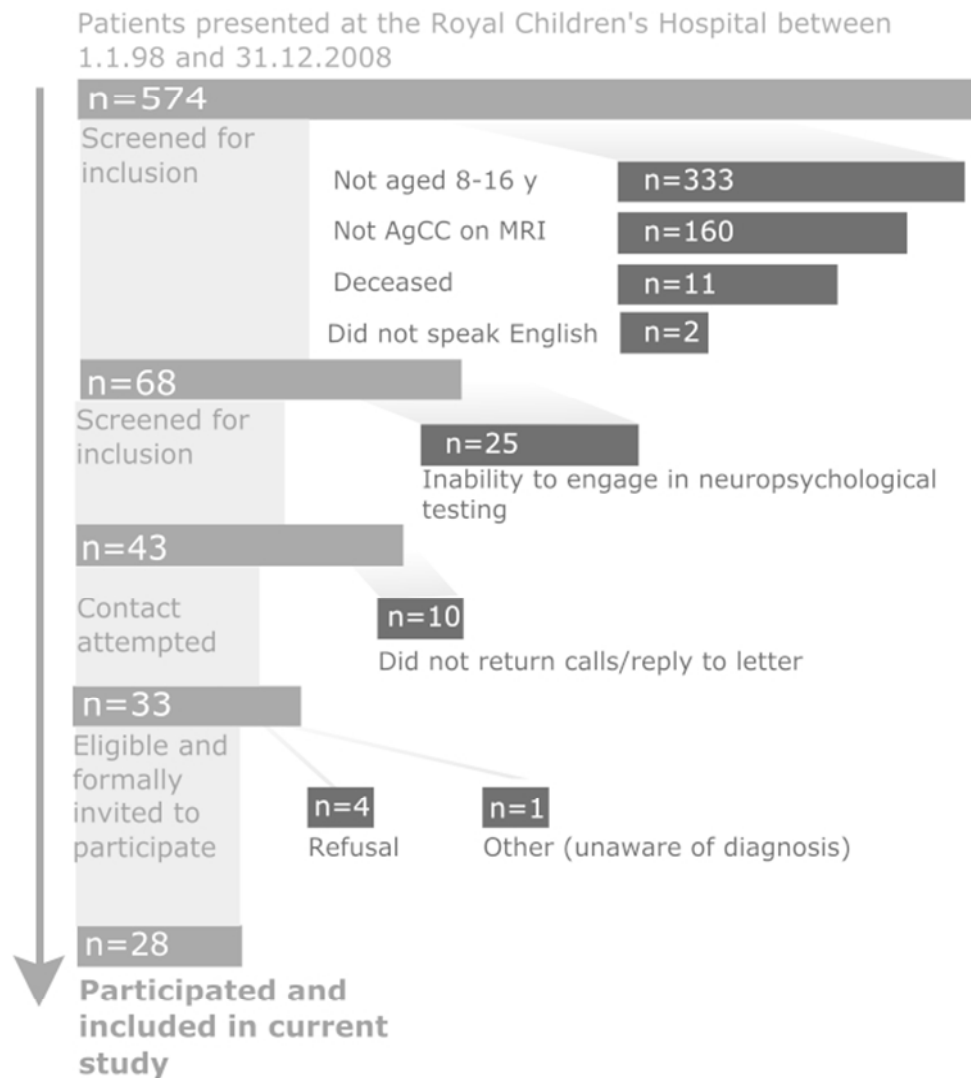 Patients presented at the Royal Children's Hospital between
1.1.98 and 31.12.2008
n=574
Screened for
inclusion
Not aged 8-16 y
n=333
Not AgCC on MRI
n=160
Deceased
n=11
Did not speak English
n=2
n=68
Screened for
inclusion
n=25
Inability to engage in neuropsychological
testing
n=43
Contact
attempted
n=10
Did not return calls/reply to letter
n=33
Eligible and
formally
invited to
participate
n=4
Refusal
n=1
Other (unaware of diagnosis)
n=28
Participated and
included in current
study